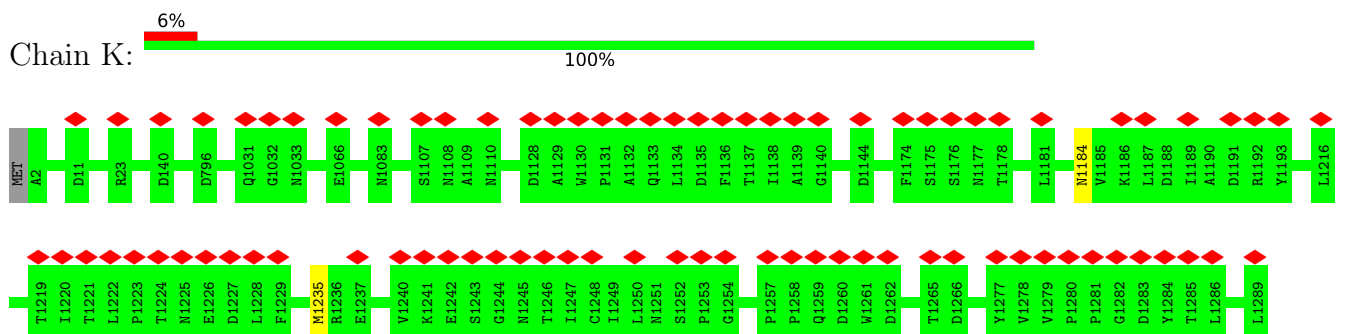 6%
Chain K:
100%
MET A2 D11 R23 D140 D796 Q1031 G1032 N1033 E1066 N1083 S1107 N1108 A1109 N1110 D1128 A1129 W1130 P1131 A1132 Q1133 L1134 D1135 F1136 T1137 I1138 A1139 G1140 D1144 F1174 S1175 S1176 N1177 T1178 L1181 N1184 V1185 K1186 L1187 D1188 I1189 A1190 D1191 R1192 Y1193 L1216
T1219 I1220 T1221 L1222 P1223 T1224 N1225 E1226 D1227 L1228 F1229 M1235 R1236 E1237 V1240 K1241 E1242 S1243 G1244 N1245 T1246 I1247 C1248 I1249 L1250 N1251 S1252 P1253 G1254 P1257 P1258 Q1259 D1260 W1261 D1262 T1265 D1266 Y1277 V1278 V1279 P1280 P1281 G1282 D1283 Y1284 T1285 L1286 L1289